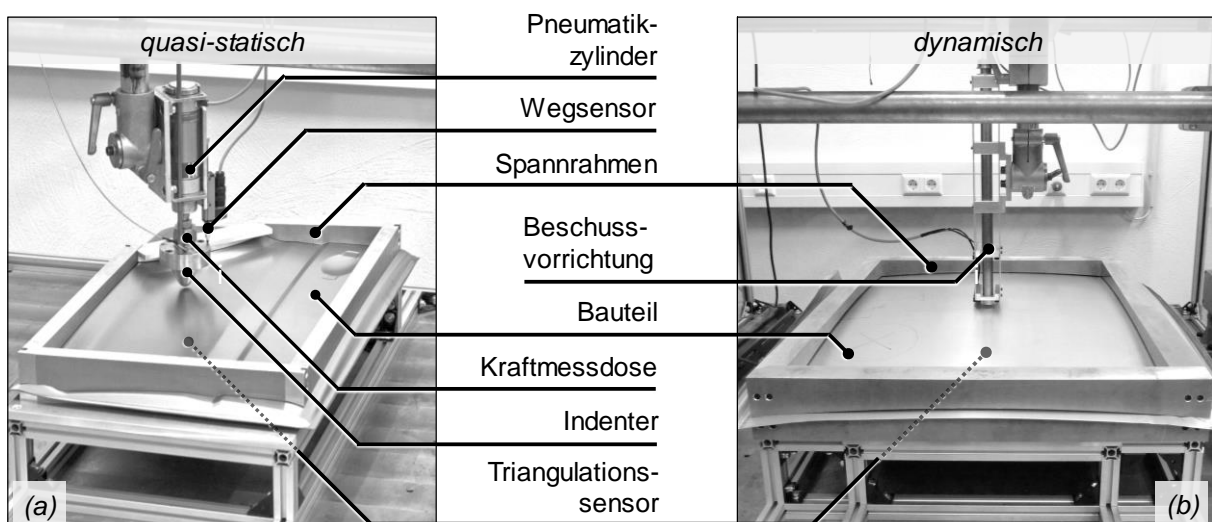 quasi-statisch
Pneumatik-
zylinder
Wegsensor
Spannrahmen
Beschuss-
vorrichtung
Bauteil
Kraftmessdose
Indenter
Triangulations-
sensor
(a)
dynamisch
(b)